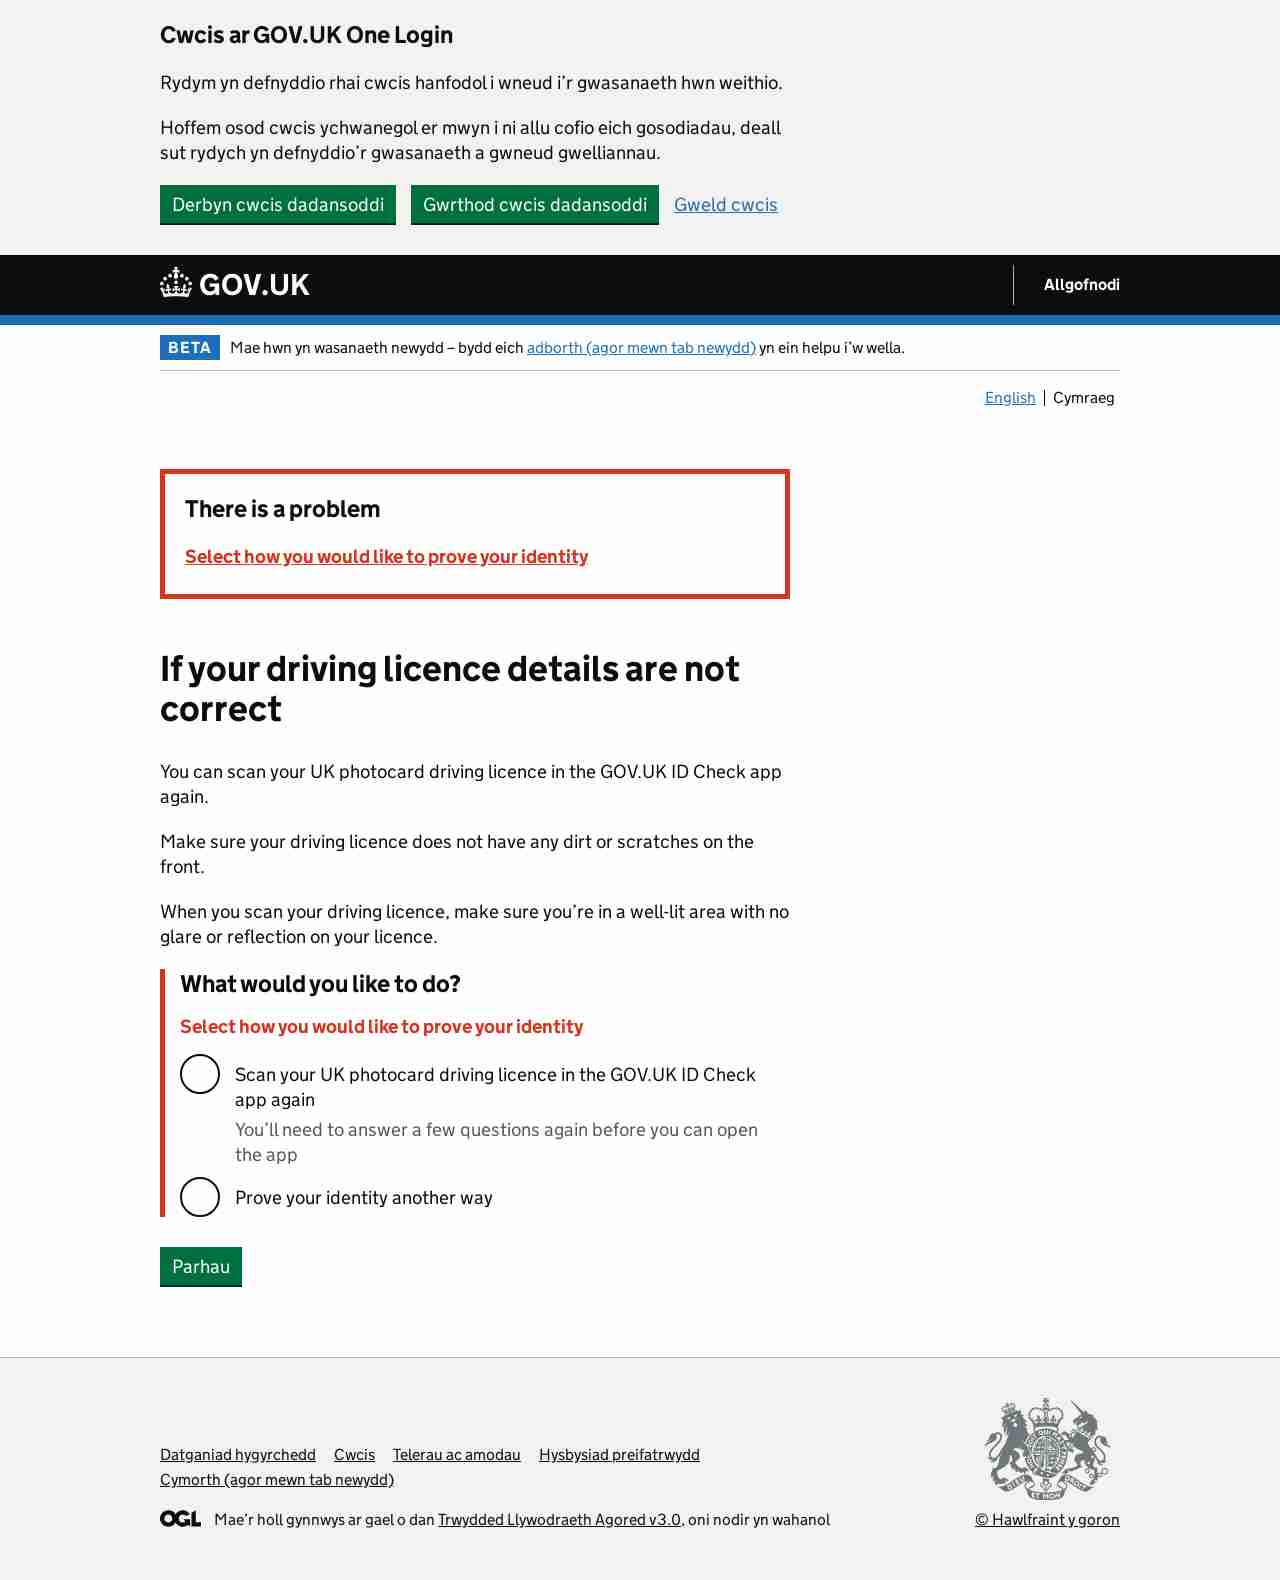 Cwcis ar GOV.UK One Login
Rydym yn defnyddio rhai cwcis hanfodol i wneud i’r gwasanaeth hwn weithio.
Hoffem osod cwcis ychwanegol er mwyn i ni allu cofio eich gosodiadau, deall
sut rydych yn defnyddio’r gwasanaeth a gwneud gwelliannau.
Derbyn cwcis dadansoddi Gwrthod cwcis dadansoddi Gweld cwcis
GOV.UK Allgofnodi
BETA Mae hwn yn wasanaeth newydd – bydd eich adborth (agor mewn tab newydd) yn ein helpu i’w wella.
English | Cymraeg
There is a problem
Select how you would like to prove your identity
If your driving licence details are not
correct
You can scan your UK photocard driving licence in the GOV.UK ID Check app
again.
Make sure your driving licence does not have any dirt or scratches on the
front.
When you scan your driving licence, make sure you’re in a well-lit area with no
glare or reflection on your licence.
What would you like to do?
Select how you would like to prove your identity
Scan your UK photocard driving licence in the GOV.UK ID Check
app again
You’ll need to answer a few questions again before you can open
the app
Prove your identity another way
Parhau
Datganiad hygyrchedd Cwcis Telerau ac amodau Hysbysiad preifatrwydd
Cymorth (agor mewn tab newydd)
OGL Mae’r holl gynnwys ar gael o dan Trwydded Llywodraeth Agored v3.0, oni nodir yn wahanol
© Hawlfraint y goron